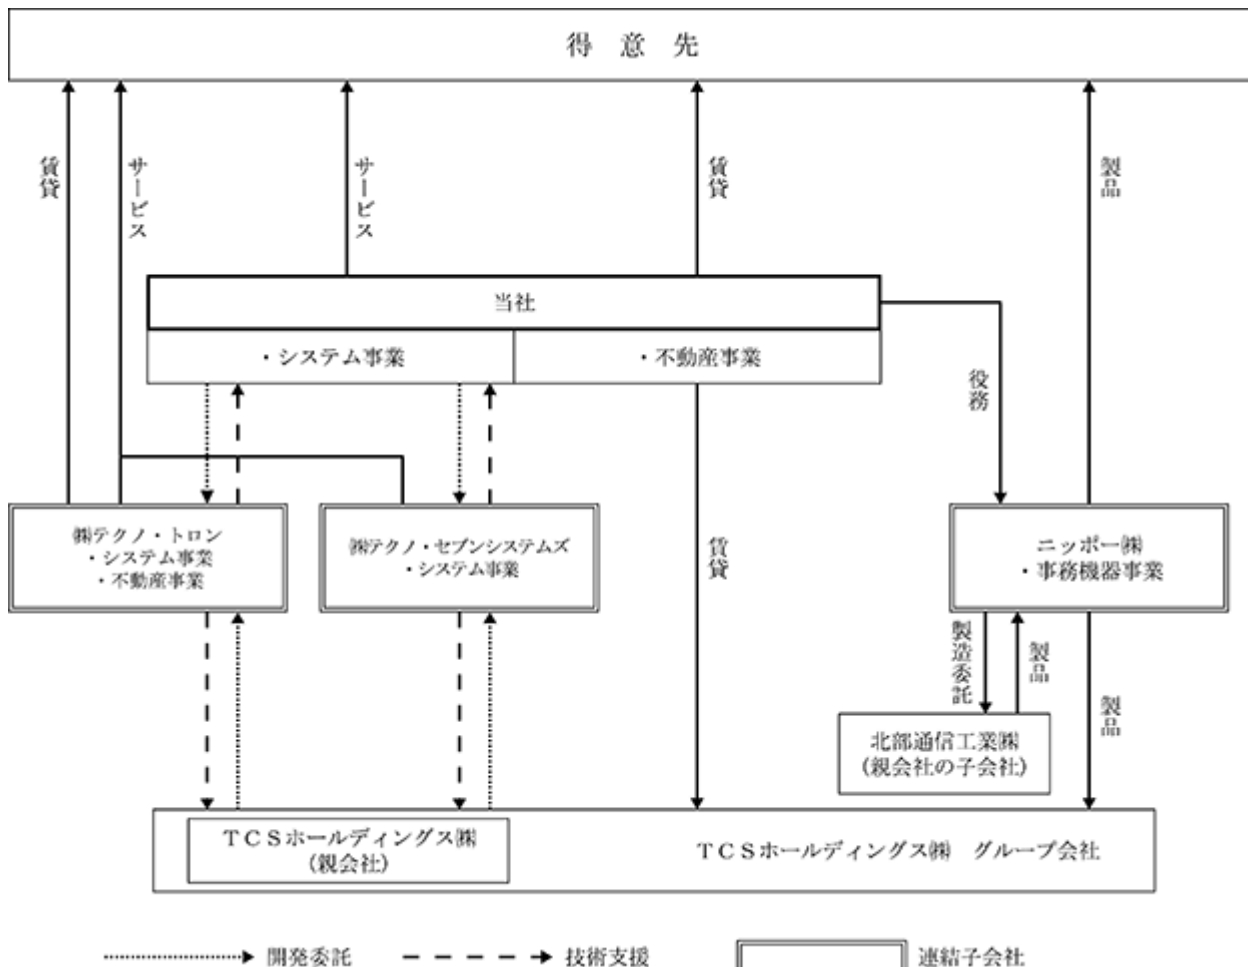 得 意 先
賃貸
サービス
サービス
賃貸
製品
当社
・システム事業
・不動産事業
役務
㈱テクノ・トロン
・システム事業
・不動産事業
㈱テクノ・セブンシステムズ
・システム事業
賃貸
ニッポー㈱
・事務機器事業
製造委託
製品
製品
北部通信工業㈱
(親会社の子会社)
ＴＣＳホールディングス㈱
(親会社)
ＴＣＳホールディングス㈱　グループ会社
開発委託
技術支援
連結子会社